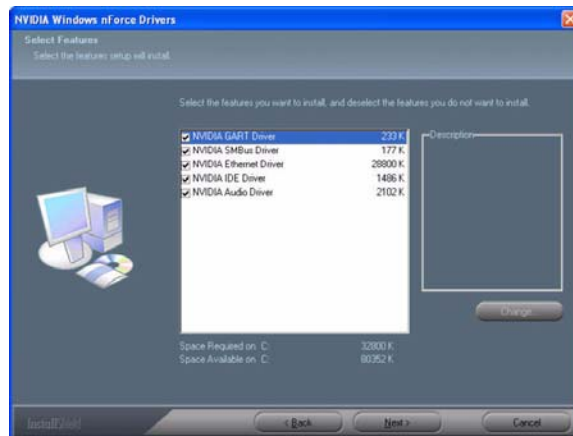 NVIDIA Windows nForce Drivers
Select Features
Select the features setup will install.
Select the features you want to install, and deselect the features you do not want to install.
NVIDIA GART Driver 233 K
NVIDIA SMBus Driver 177 K
NVIDIA Ethernet Driver 28800 K
NVIDIA IDE Driver 1486 K
NVIDIA Audio Driver 2102 K
Description
Change...
Space Required on C: 32800 K
Space Available on C: 80352 K
InstallShield
< Back
Next >
Cancel